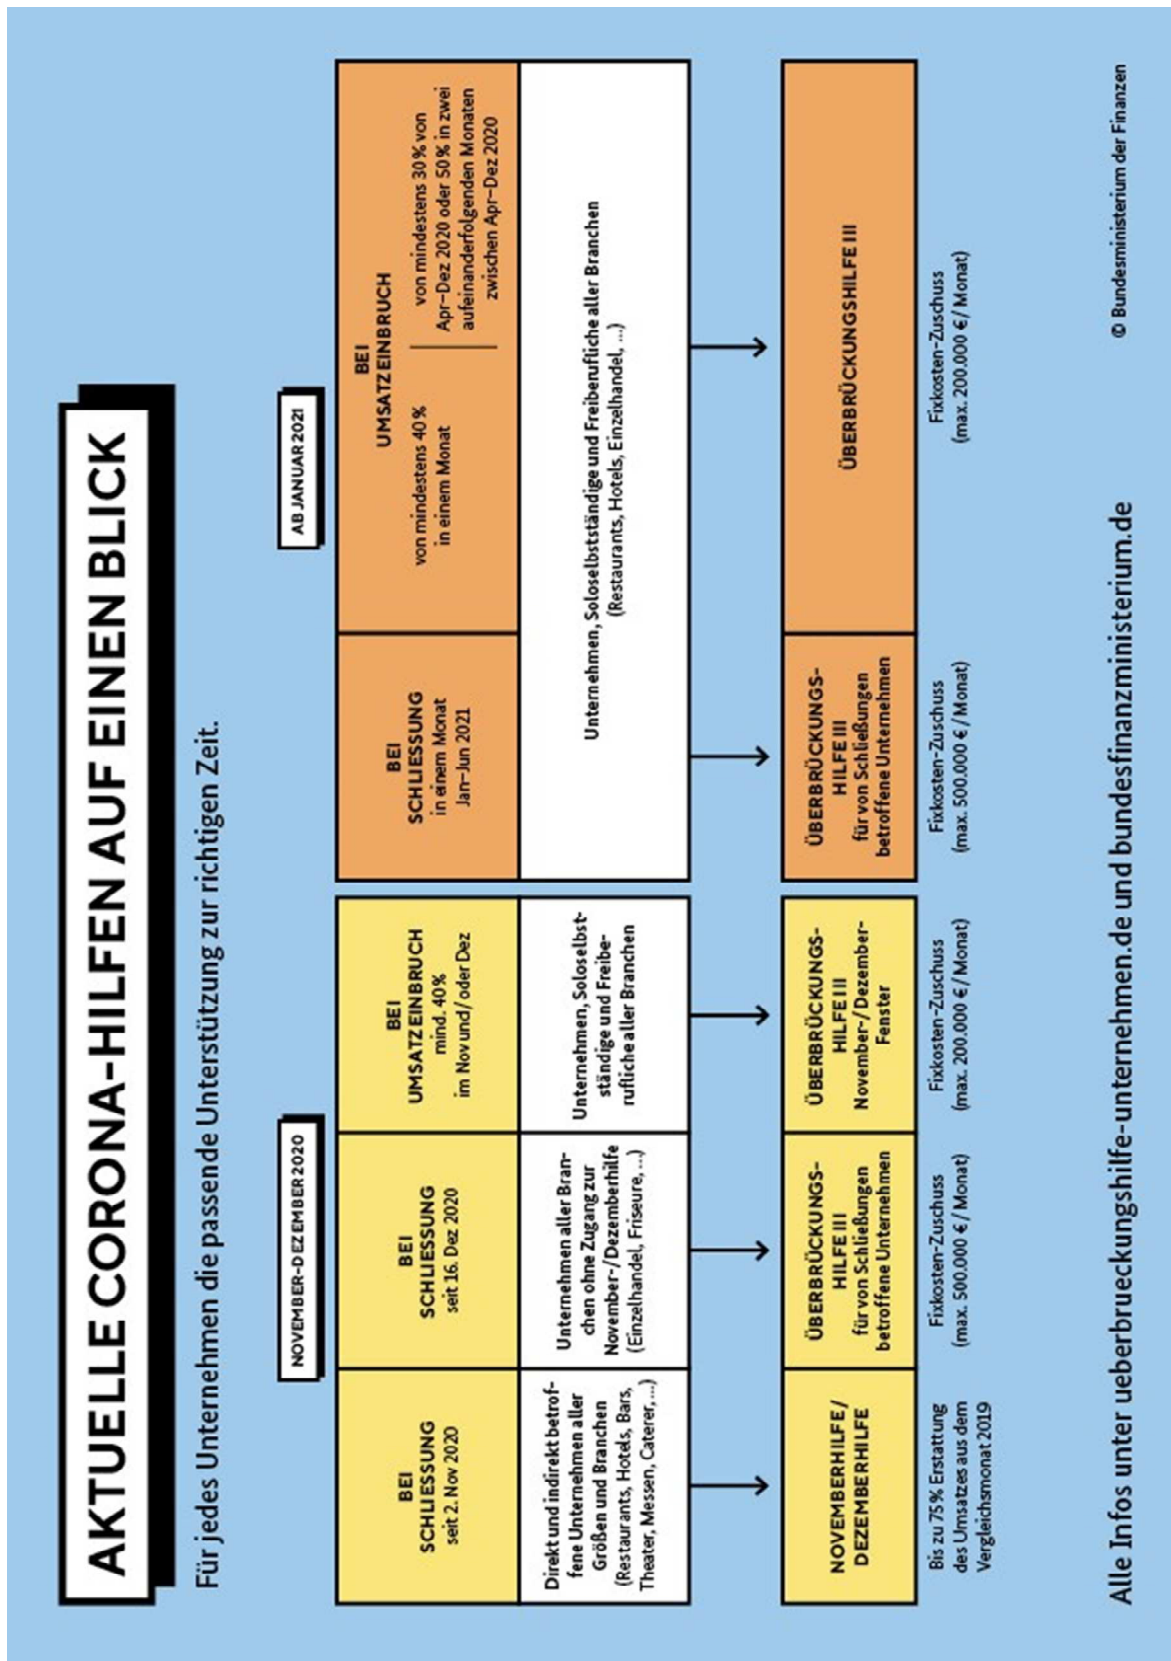 AKTUELLE CORONA-HILFEN AUF EINEN BLICK
Für jedes Unternehmen die passende Unterstützung zur richtigen Zeit.
NOVEMBER-DEZEMBER 2020
BEI
SCHLIESSUNG
seit 2. Nov 2020
Direkt und indirekt betrof-
fene Unternehmen aller
Größen und Branchen
(Restaurants, Hotels, Bars,
Theater, Messen, Caterer, ...)
NOVEMBERHILFE/
DEZEMBERHILFE
Bis zu 75 % Erstattung
des Umsatzes aus dem
Vergleichsmonat 2019
BEI
SCHLIESSUNG
seit 16. Dez 2020
Unternehmen aller Bran-
chen ohne Zugang zur
November-/Dezemberhilfe
(Einzelhandel, Friseure, ...)
ÜBERBRÜCKUNGS-
HILFE III
für von Schließungen
betroffene Unternehmen
Fixkosten-Zuschuss
(max. 500.000 €/ Monat)
BEI
UMSATZEINBRUCH
mind. 40%
im Nov und/ oder Dez
Unternehmen, Soloselbst-
ständige und Freibe-
rufliche aller Branchen
ÜBERBRÜCKUNGS-
HILFE III
November-/ Dezember-
Fenster
Fixkosten-Zuschuss
(max. 200.000 €/ Monat)
AB JANUAR 2021
BEI
SCHLIESSUNG
in einem Monat
Jan-Jun 2021
BEI
UMSATZEINBRUCH
von mindestens 40 %
in einem Monat
von mindestens 30 % von
Apr-Dez 2020 oder 50 % in zwei
aufeinanderfolgenden Monaten
zwischen Apr-Dez 2020
Unternehmen, Soloselbstständige und Freiberufliche aller Branchen
(Restaurants, Hotels, Einzelhandel, ...)
ÜBERBRÜCKUNGS-
HILFE III
für von Schließungen
betroffene Unternehmen
Fixkosten-Zuschuss
(max. 500.000 €/ Monat)
ÜBERBRÜCKUNGSHILFE III
Fixkosten-Zuschuss
(max. 200.000 €/ Monat)
Alle Infos unter ueberbrueckungshilfe-unternehmen.de und bundesfinanzministerium.de
© Bundesministerium der Finanzen